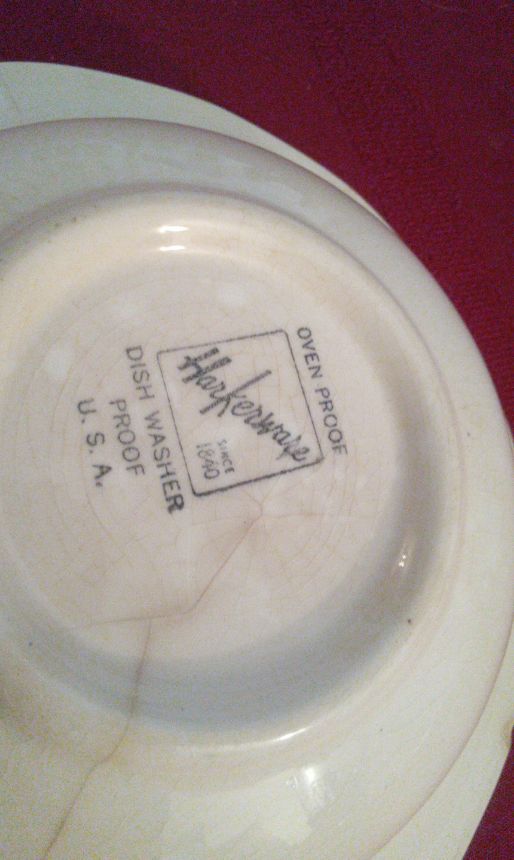 OVEN PROOF
Harkerware
SINCE
1840
DISH WASHER
PROOF
U. S. A.